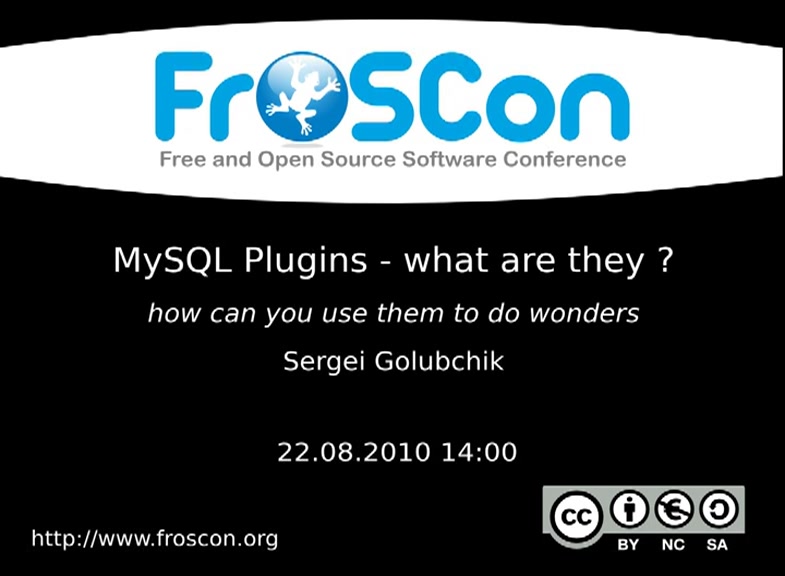 FrOSCon
Free and Open Source Software Conference
MySQL Plugins - what are they ?
how can you use them to do wonders
Sergei Golubchik
22.08.2010 14:00
http://www.froscon.org
cc
BY NC SA